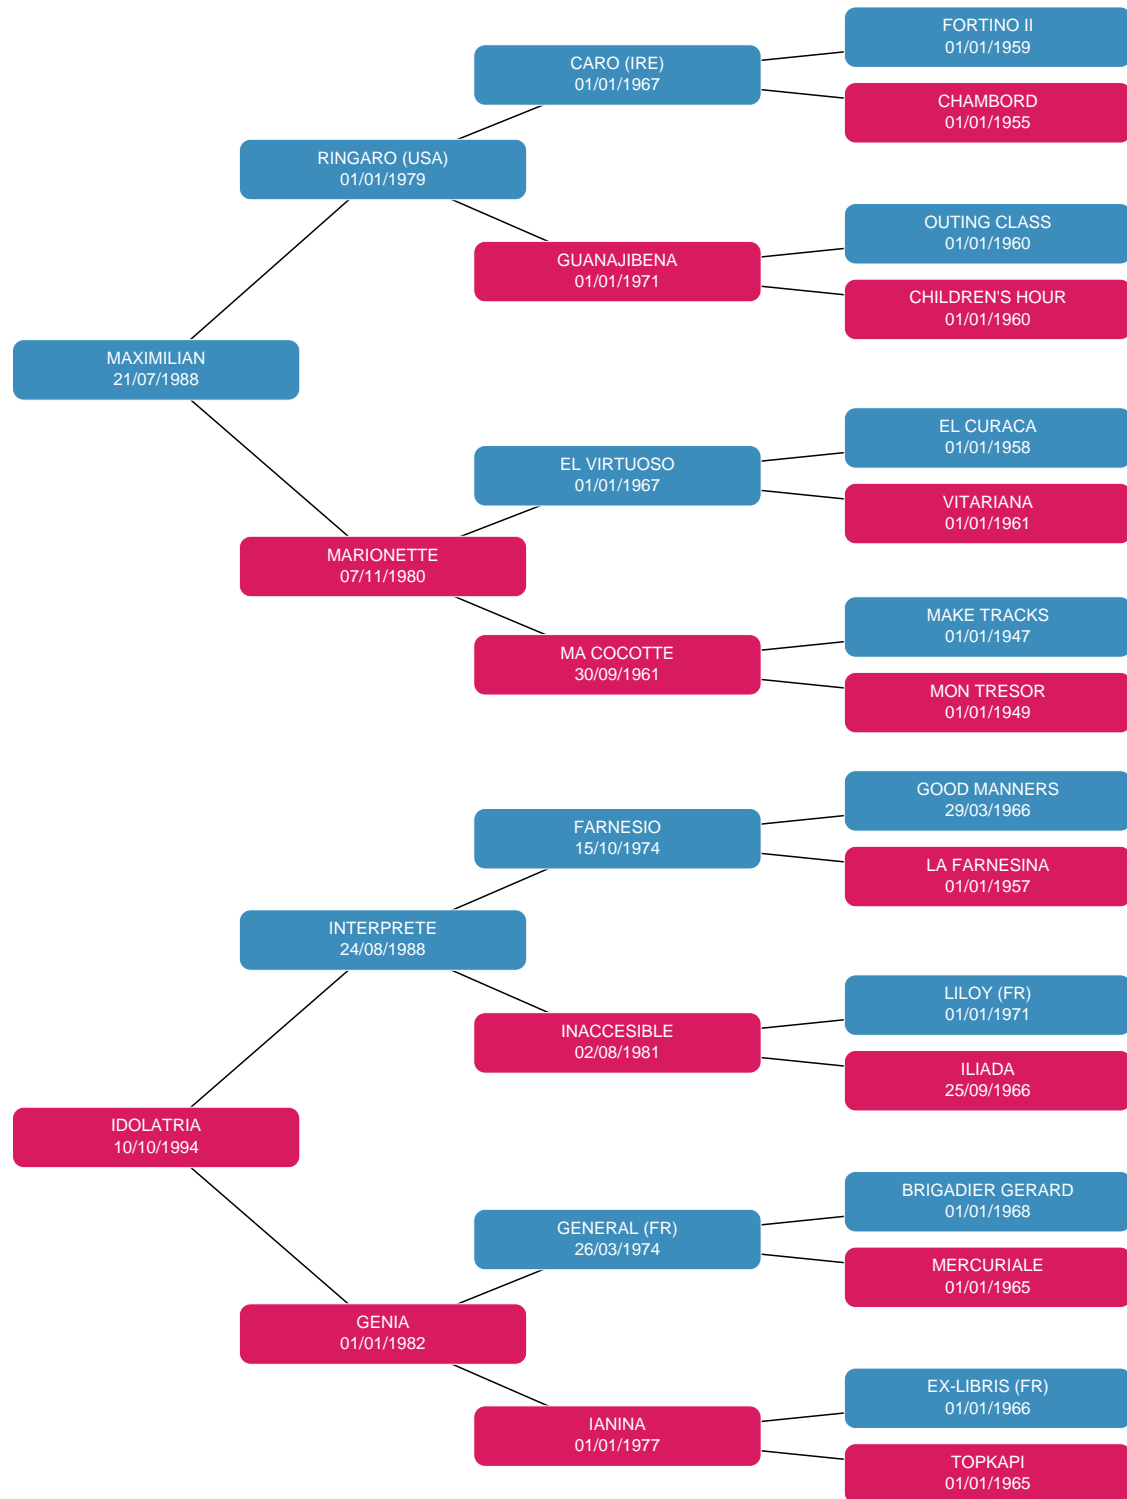 FORTINO II
01/01/1959
CARO (IRE)
01/01/1967
CHAMBORD
01/01/1955
RINGARO (USA)
01/01/1979
OUTING CLASS
01/01/1960
GUANAJIBENA
01/01/1971
CHILDREN'S HOUR
01/01/1960
MAXIMILIAN
21/07/1988
EL CURACA
01/01/1958
EL VIRTUOSO
01/01/1967
VITARIANA
01/01/1961
MARIONETTE
07/11/1980
MAKE TRACKS
01/01/1947
MA COCOTTE
30/09/1961
MON TRESOR
01/01/1949
GOOD MANNERS
29/03/1966
FARNESIO
15/10/1974
LA FARNESINA
01/01/1957
INTERPRETE
24/08/1988
LILOY (FR)
01/01/1971
INACCESIBLE
02/08/1981
ILIADA
25/09/1966
IDOLATRIA
10/10/1994
BRIGADIER GERARD
01/01/1968
GENERAL (FR)
26/03/1974
MERCURIALE
01/01/1965
GENIA
01/01/1982
EX-LIBRIS (FR)
01/01/1966
IANINA
01/01/1977
TOPKAPI
01/01/1965